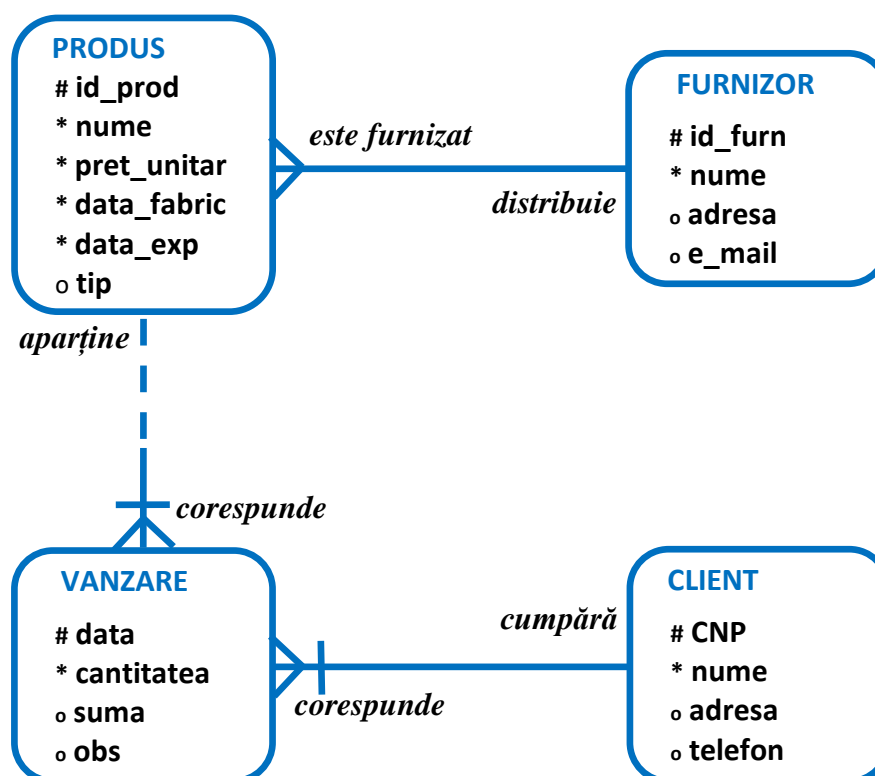 PRODUS
# id_prod
* nume
* pret_unitar
* data_fabric
* data_exp
o tip
FURNIZOR
# id_furn
* nume
o adresa
o e_mail
este furnizat
distribuie
aparține
corespunde
VANZARE
# data
* cantitatea
o suma
o obs
cumpără
corespunde
CLIENT
# CNP
* nume
o adresa
o telefon